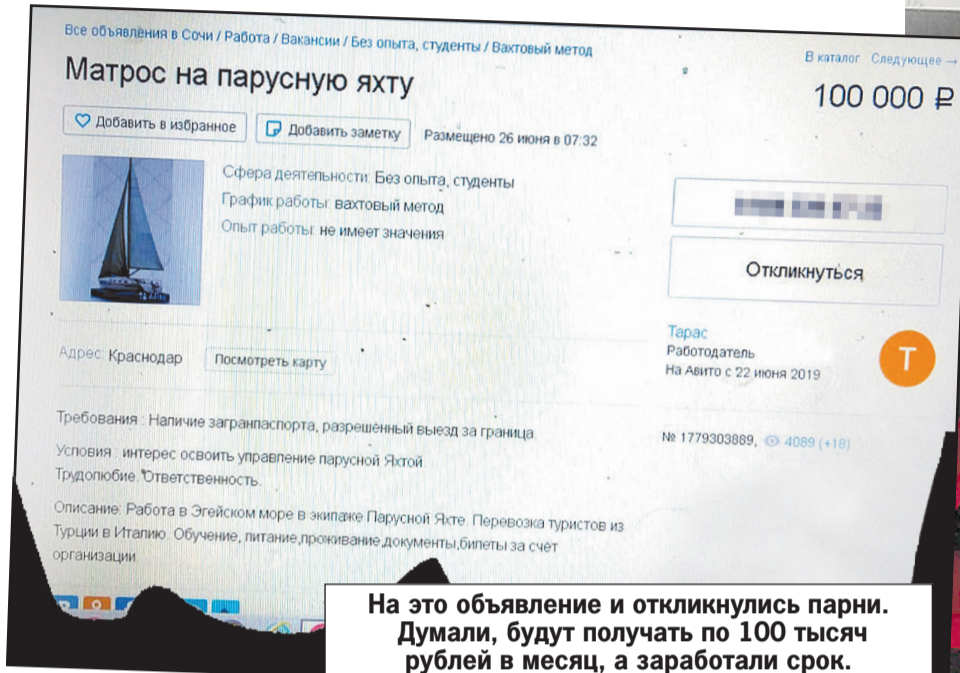 Все объявления в Сочи / Работа / Вакансии / Без опыта, студенты / Вахтовый метод
В каталог Следующее →
Матрос на парусную яхту
100 000 ₽
Добавить в избранное
Добавить заметку
Размещено 26 июня в 07:32
Сфера деятельности: Без опыта, студенты
График работы: вахтовый метод
Опыт работы: не имеет значения
Откликнуться
Адрес: Краснодар
Посмотреть карту
Тарас
Работодатель
На Авито с 22 июня 2019
Т
Требования : Наличие загранпаспорта, разрешённый выезд за граница.
№ 1779303889, 4089 (+18)
Условия : интерес освоить управление парусной Яхтой.
Трудолюбие. Ответственность.
Описание: Работа в Эгейском море в экипаже Парусной Яхте. Перевозка туристов из
Турции в Италию. Обучение, питание,проживание,документы,билеты за счёт
организации.
На это объявление и откликнулись парни.
Думали, будут получать по 100 тысяч
рублей в месяц, а заработали срок.